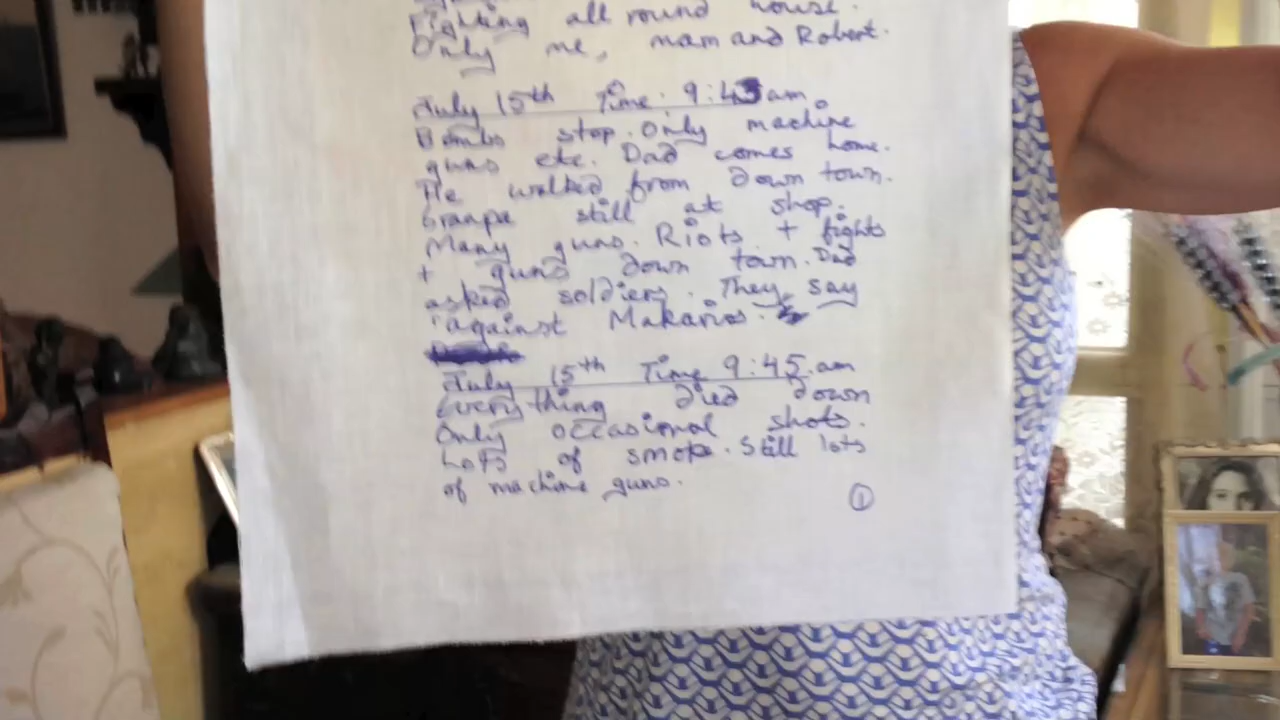 Fighting all round house.
Only me, mam and Robert.
July 15th Time. 9:43 am
Bombs stop. Only machine
guns etc. Dad comes home.
He walked from down town.
Granpa still at shop.
Many guns. Riots + fights
+ guns down town. Dad
asked soldiers. They say
'against Makarios.
July 15th Time 9:45.am
Everything died down
Only occasional shots.
Lots of smoke. Still lots
of machine guns.
1